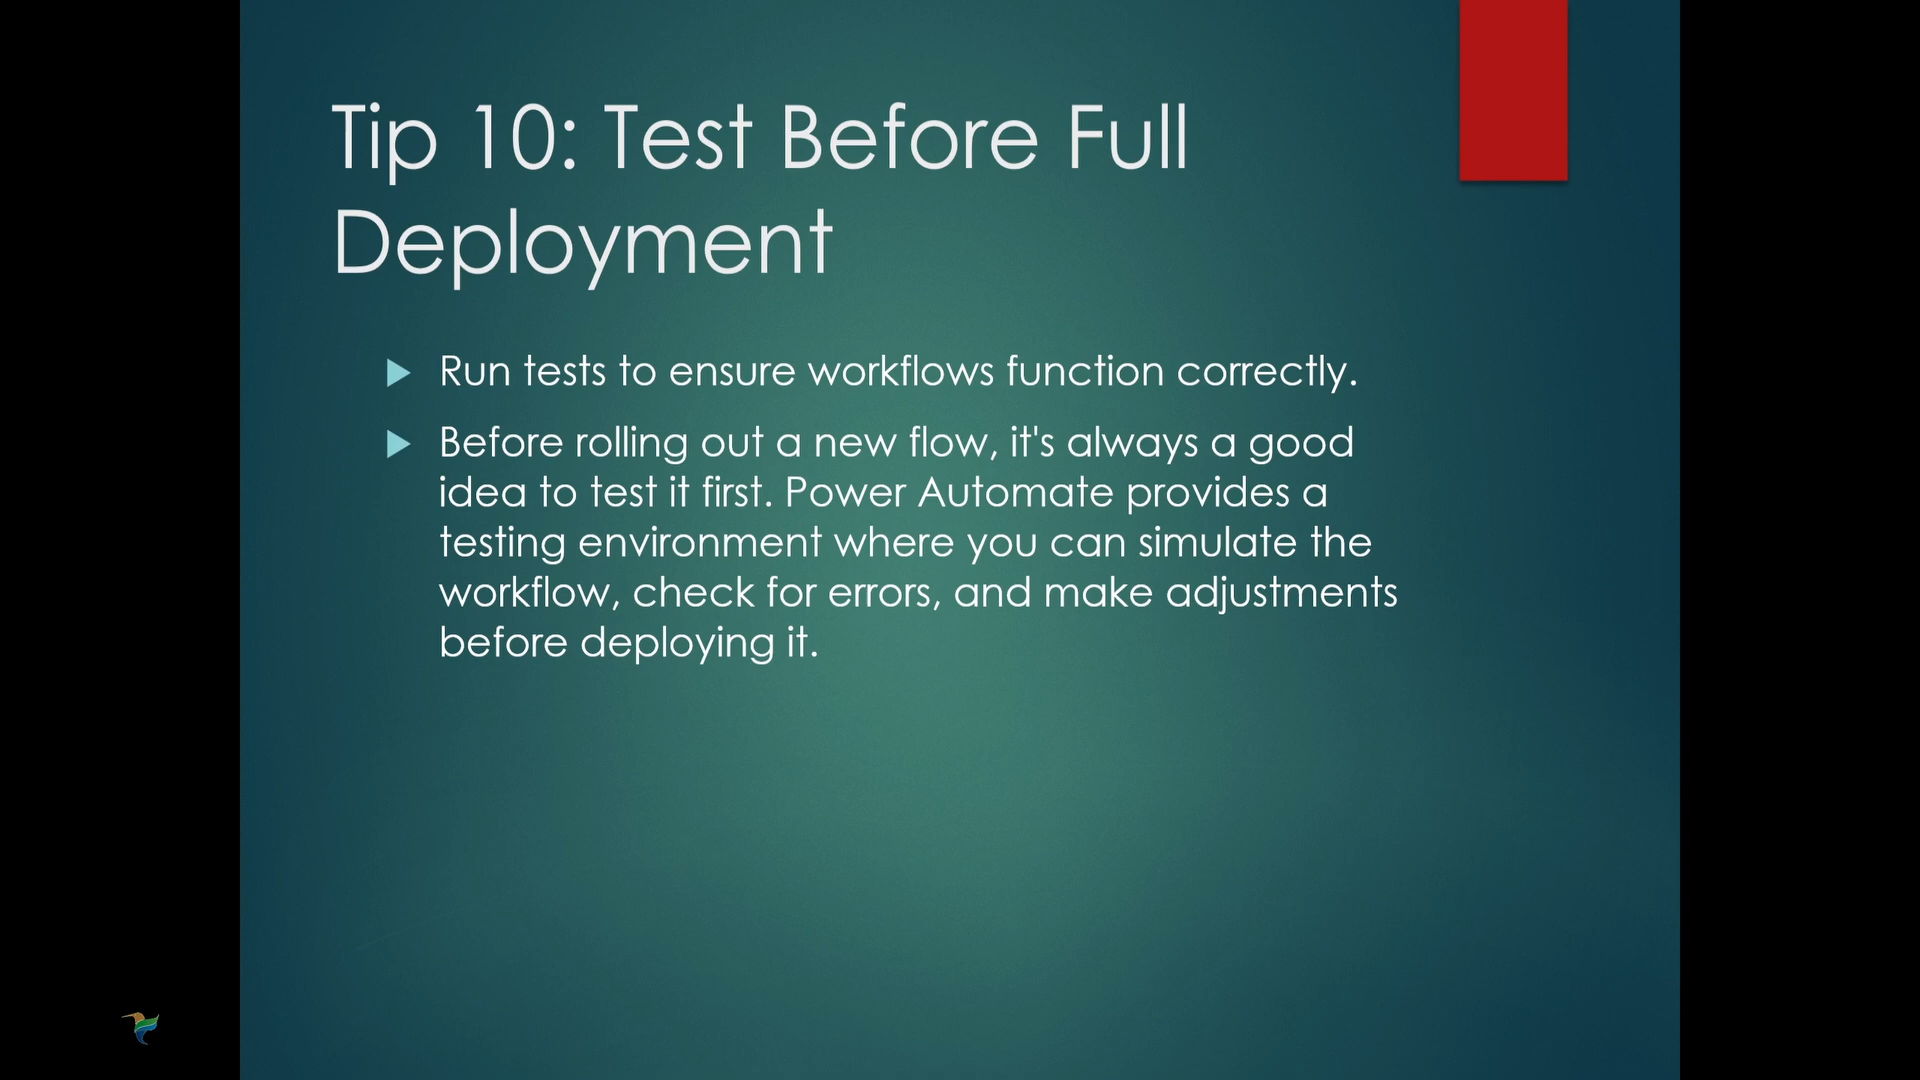 Tip 10: Test Before Full
Deployment
Run tests to ensure workflows function correctly.
Before rolling out a new flow, it's always a good
idea to test it first. Power Automate provides a
testing environment where you can simulate the
workflow, check for errors, and make adjustments
before deploying it.